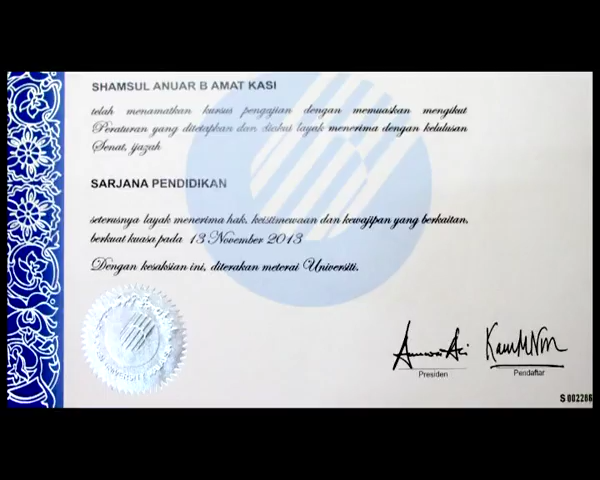 SHAMSUL ANUAR B AMAT KASI
telah menamatkan kursus pengajian dengan memuaskan mengikut
Peraturan yang ditetapkan dan diakui layak menerima dengan kelulusan
Senat, ijazah
SARJANA PENDIDIKAN
seterusnya layak menerima hak, keistimewaan dan kewajipan yang berkaitan,
berkuat kuasa pada 13 November 2013
Dengan kesaksian ini, diterakan meterai Universiti.
Presiden
Pendaftar
S 002286